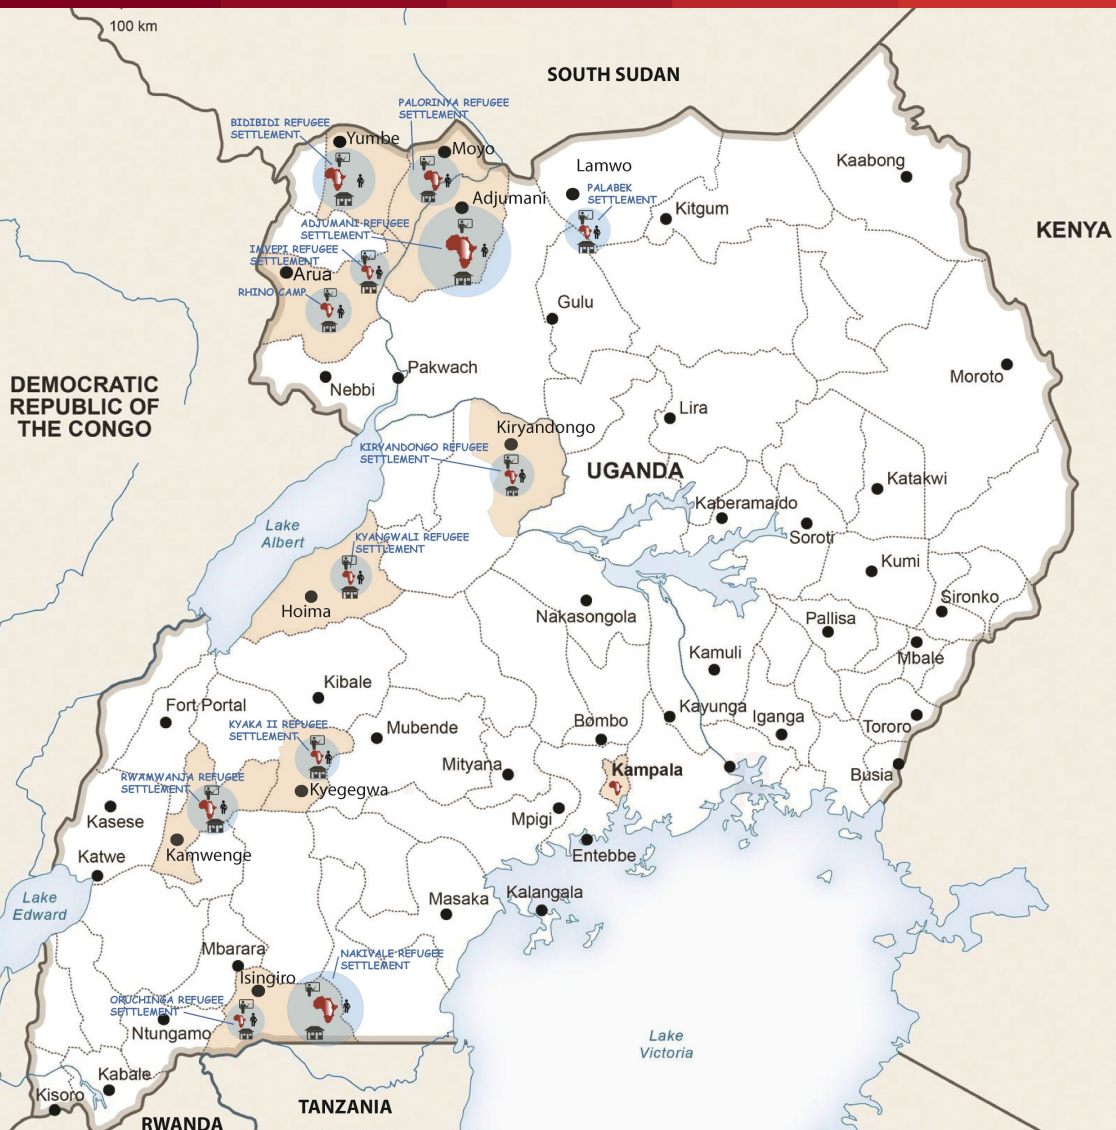 100 km
SOUTH SUDAN
PALORINYA REFUGEE
SETTLEMENT
BIDIBIDI REFUGEE
SETTLEMENT
Yumbe
Moyo
Lamwo
Kaabong
PALABEK
SETTLEMENT
Adjumani
Kitgum
ADJUMANI REFUGEE
SETTLEMENT
KENYA
IMVEPI REFUGEE
SETTLEMENT
Arua
RHINO CAMP
Gulu
Pakwach
Nebbi
Moroto
DEMOCRATIC
REPUBLIC OF
THE CONGO
Lira
Kiryandongo
KIRYANDONGO REFUGEE
SETTLEMENT
UGANDA
Katakwi
Kaberamaido
Lake
Albert
Soroti
KYANGWALI REFUGEE
SETTLEMENT
Kumi
Hoima
Sironko
Nakasongola
Pallisa
Kamuli
Mbale
Kibale
Fort Portal
Kayunga
Iganga
KYAKA II REFUGEE
SETTLEMENT
Mubende
Bombo
Tororo
Mityana
Kampala
Busia
RWAMWANJA REFUGEE
SETTLEMENT
Kyegegwa
Kasese
Mpigi
Kamwenge
Katwe
Entebbe
Lake
Edward
Masaka
Kalangala
Mbarara
NAKIVALE REFUGEE
SETTLEMENT
Isingiro
ORUCHINGA REFUGEE
SETTLEMENT
Ntungamo
Lake
Victoria
Kabale
Kisoro
TANZANIA
RWANDA